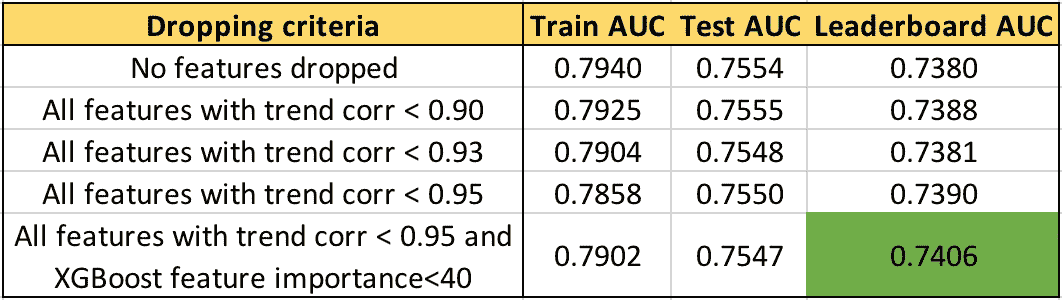 Dropping criteria Train AUC Test AUC Leaderboard AUC
No features dropped 0.7940 0.7554 0.7380
All features with trend corr < 0.90 0.7925 0.7555 0.7388
All features with trend corr < 0.93 0.7904 0.7548 0.7381
All features with trend corr < 0.95 0.7858 0.7550 0.7390
All features with trend corr < 0.95 and
XGBoost feature importance<40 0.7902 0.7547 0.7406